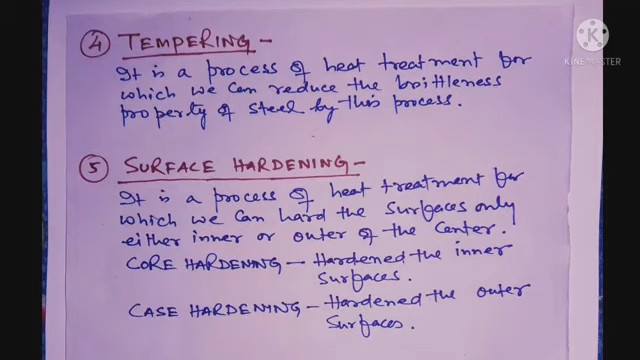 ④ TEMPERING -
It is a process of heat treatment for
which we can reduce the brittleness
property of steel by this process.
⑤ SURFACE HARDENING -
It is a process of heat treatment for
which we can hard the surfaces only
either inner or outer of the center.
CORE HARDENING - Hardened the inner
surfaces.
CASE HARDENING - Hardened the outer
surfaces.
K
KINEMASTER